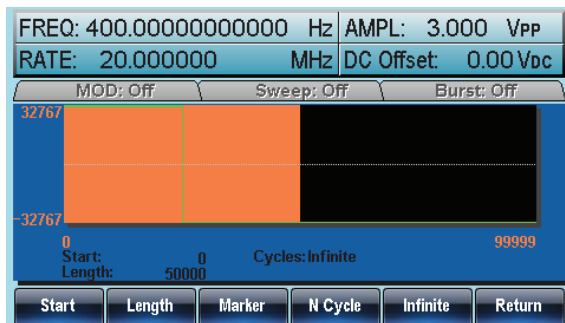 FREQ: 400.00000000000 Hz AMPL: 3.000 VPP
RATE: 20.000000 MHz DC Offset: 0.00 VDC
MOD: Off Sweep: Off Burst: Off
32767
-32767
0 99999
Start: 0 Cycles:Infinite
Length: 50000
Start Length Marker N Cycle Infinite Return